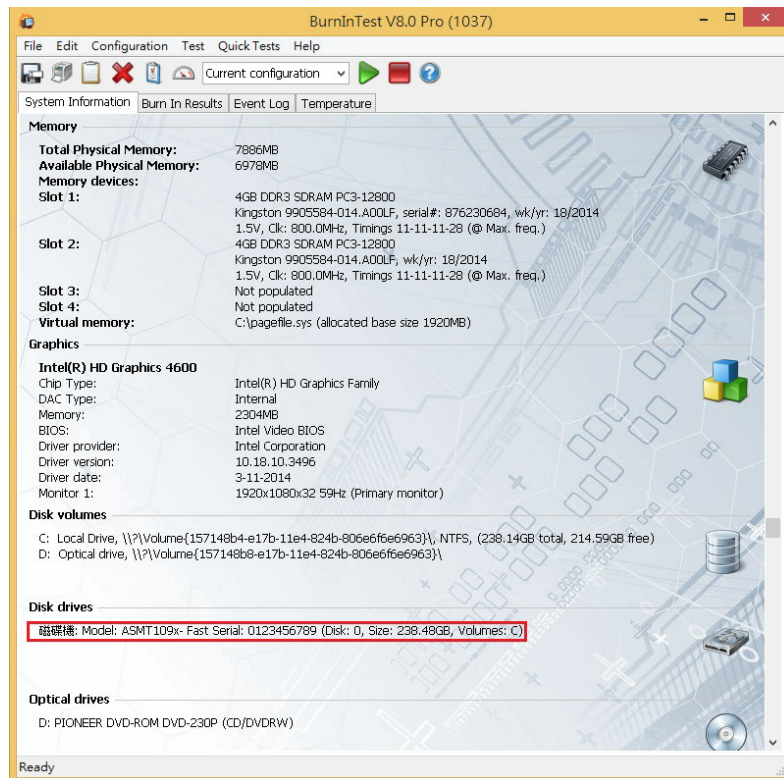 BurnInTest V8.0 Pro (1037)
File Edit Configuration Test Quick Tests Help
Current configuration
System Information Burn In Results Event Log Temperature
Memory
Total Physical Memory: 7886MB
Available Physical Memory: 6978MB
Memory devices:
Slot 1: 4GB DDR3 SDRAM PC3-12800
Kingston 9905584-014.A00LF, serial#: 876230684, wk/yr: 18/2014
1.5V, Clk: 800.0MHz, Timings 11-11-11-28 (@ Max. freq.)
Slot 2: 4GB DDR3 SDRAM PC3-12800
Kingston 9905584-014.A00LF, wk/yr: 18/2014
1.5V, Clk: 800.0MHz, Timings 11-11-11-28 (@ Max. freq.)
Slot 3: Not populated
Slot 4: Not populated
Virtual memory: C:\pagefile.sys (allocated base size 1920MB)
Graphics
Intel(R) HD Graphics 4600
Chip Type: Intel(R) HD Graphics Family
DAC Type: Internal
Memory: 2304MB
BIOS: Intel Video BIOS
Driver provider: Intel Corporation
Driver version: 10.18.10.3496
Driver date: 3-11-2014
Monitor 1: 1920x1080x32 59Hz (Primary monitor)
Disk volumes
C: Local Drive, \\?\Volume{157148b4-e17b-11e4-824b-806e6f6e6963}\, NTFS, (238.14GB total, 214.59GB free)
D: Optical drive, \\?\Volume{157148b8-e17b-11e4-824b-806e6f6e6963}\
Disk drives
磁碟機: Model: ASMT109x- Fast Serial: 0123456789 (Disk: 0, Size: 238.48GB, Volumes: C)
Optical drives
D: PIONEER DVD-ROM DVD-230P (CD/DVDRW)
Ready